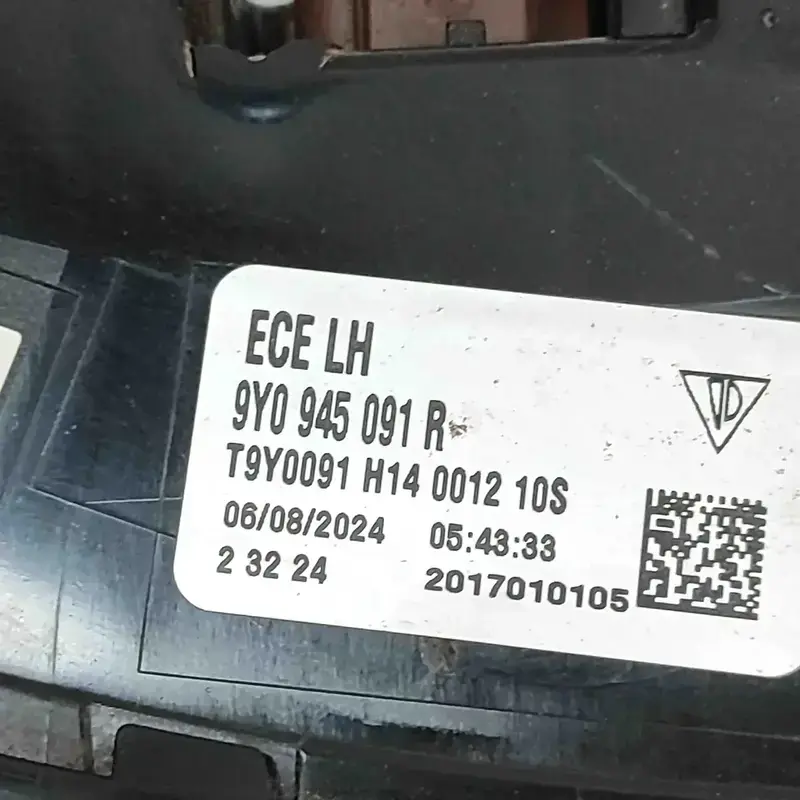 ECE LH
9Y0 945 091 R
T9Y0091 H14 0012 10S
06/08/2024 05:43:33
2 32 24 2017010105